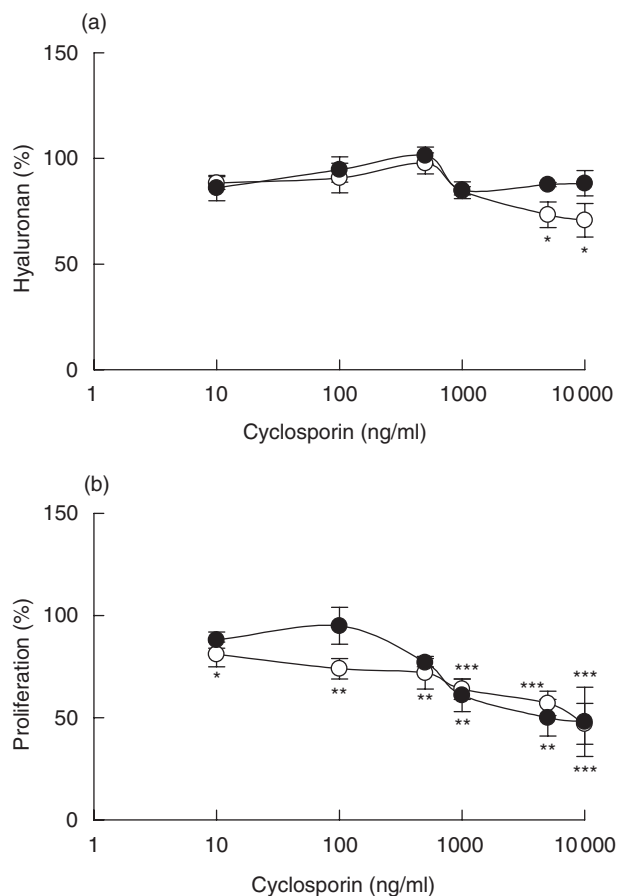 (a)
150
100
50
0
Hyaluronan (%)
* *
1 10 100 1000 10 000
Cyclosporin (ng/ml)
(b)
150
100
50
0
Proliferation (%)
*** *** ***
* ** ** ** ** ***
1 10 100 1000 10 000
Cyclosporin (ng/ml)